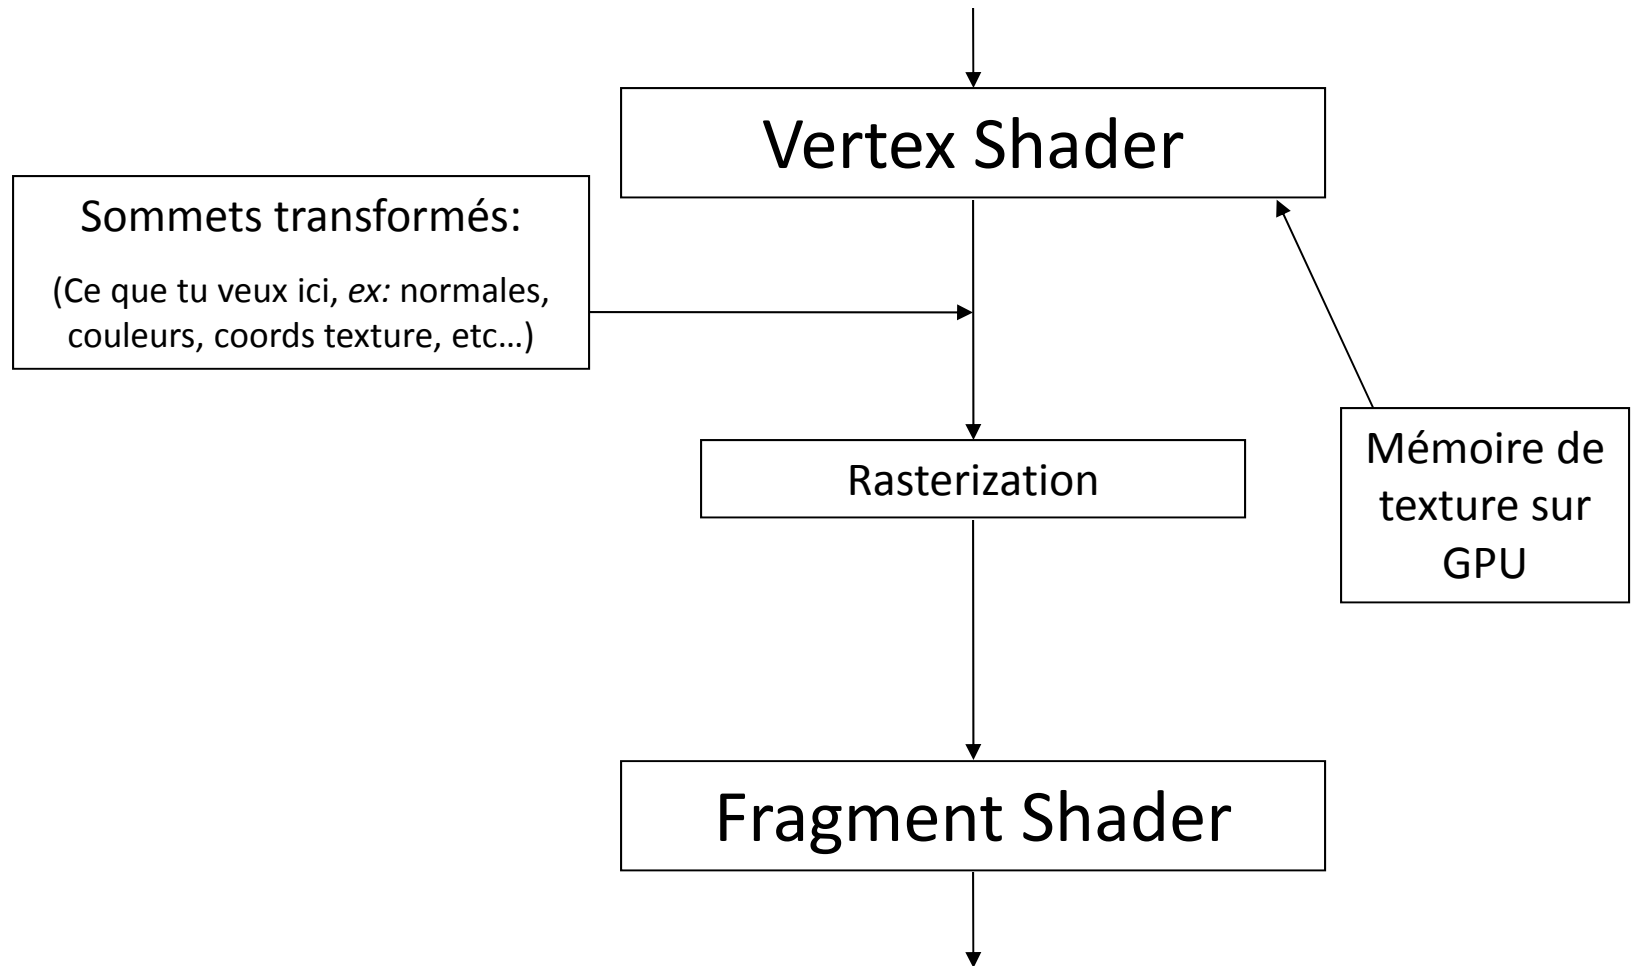 Vertex Shader
Sommets transformés:
(Ce que tu veux ici, ex: normales,
couleurs, coords texture, etc…)
Rasterization
Mémoire de
texture sur
GPU
Fragment Shader